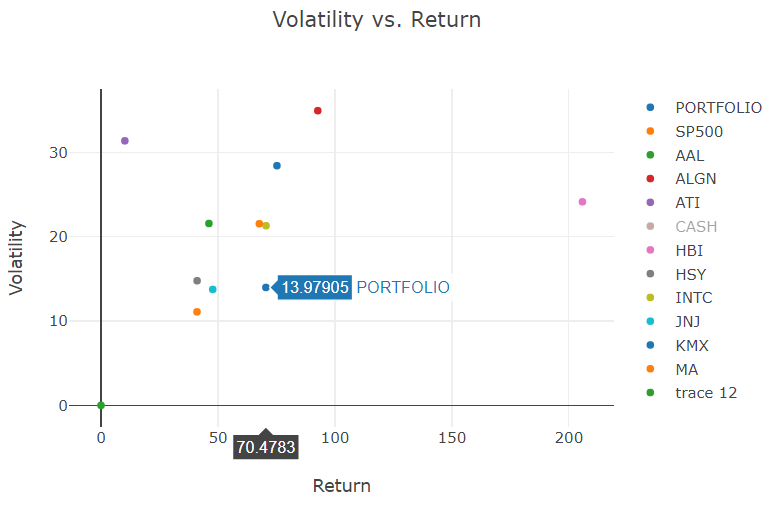 Volatility vs. Return
PORTFOLIO
SP500
AAL
ALGN
ATI
CASH
HBI
HSY
INTC
JNJ
KMX
MA
trace 12
Volatility
30
20
10
0
13.97905 PORTFOLIO
0 50 100 150 200
70.4783
Return